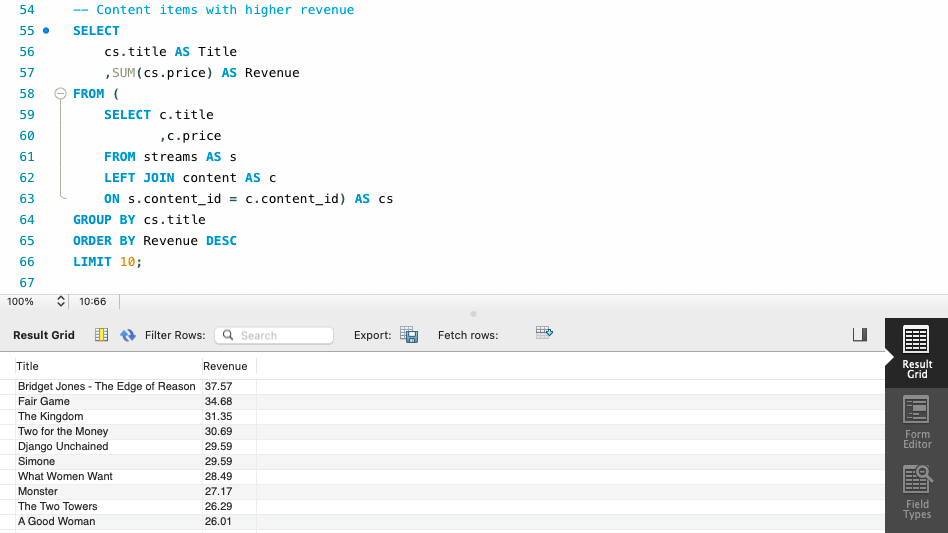 54 -- Content items with higher revenue
55 SELECT
56 cs.title AS Title
57 ,SUM(cs.price) AS Revenue
58 FROM (
59 SELECT c.title
60 ,c.price
61 FROM streams AS s
62 LEFT JOIN content AS c
63 ON s.content_id = c.content_id) AS cs
64 GROUP BY cs.title
65 ORDER BY Revenue DESC
66 LIMIT 10;
67
100% 10:66
Result Grid Filter Rows: Search Export: Fetch rows:
Title Revenue
Bridget Jones - The Edge of Reason 37.57
Fair Game 34.68
The Kingdom 31.35
Two for the Money 30.69
Django Unchained 29.59
Simone 29.59
What Women Want 28.49
Monster 27.17
The Two Towers 26.29
A Good Woman 26.01
Result
Grid
Form
Editor
Field
Types